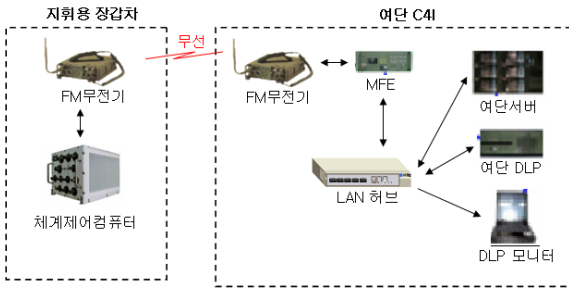 지휘용 장갑차
여단 C4I
무선
FM무전기
FM무전기
MFE
여단서버
여단 DLP
LAN 허브
체계제어컴퓨터
DLP 모니터